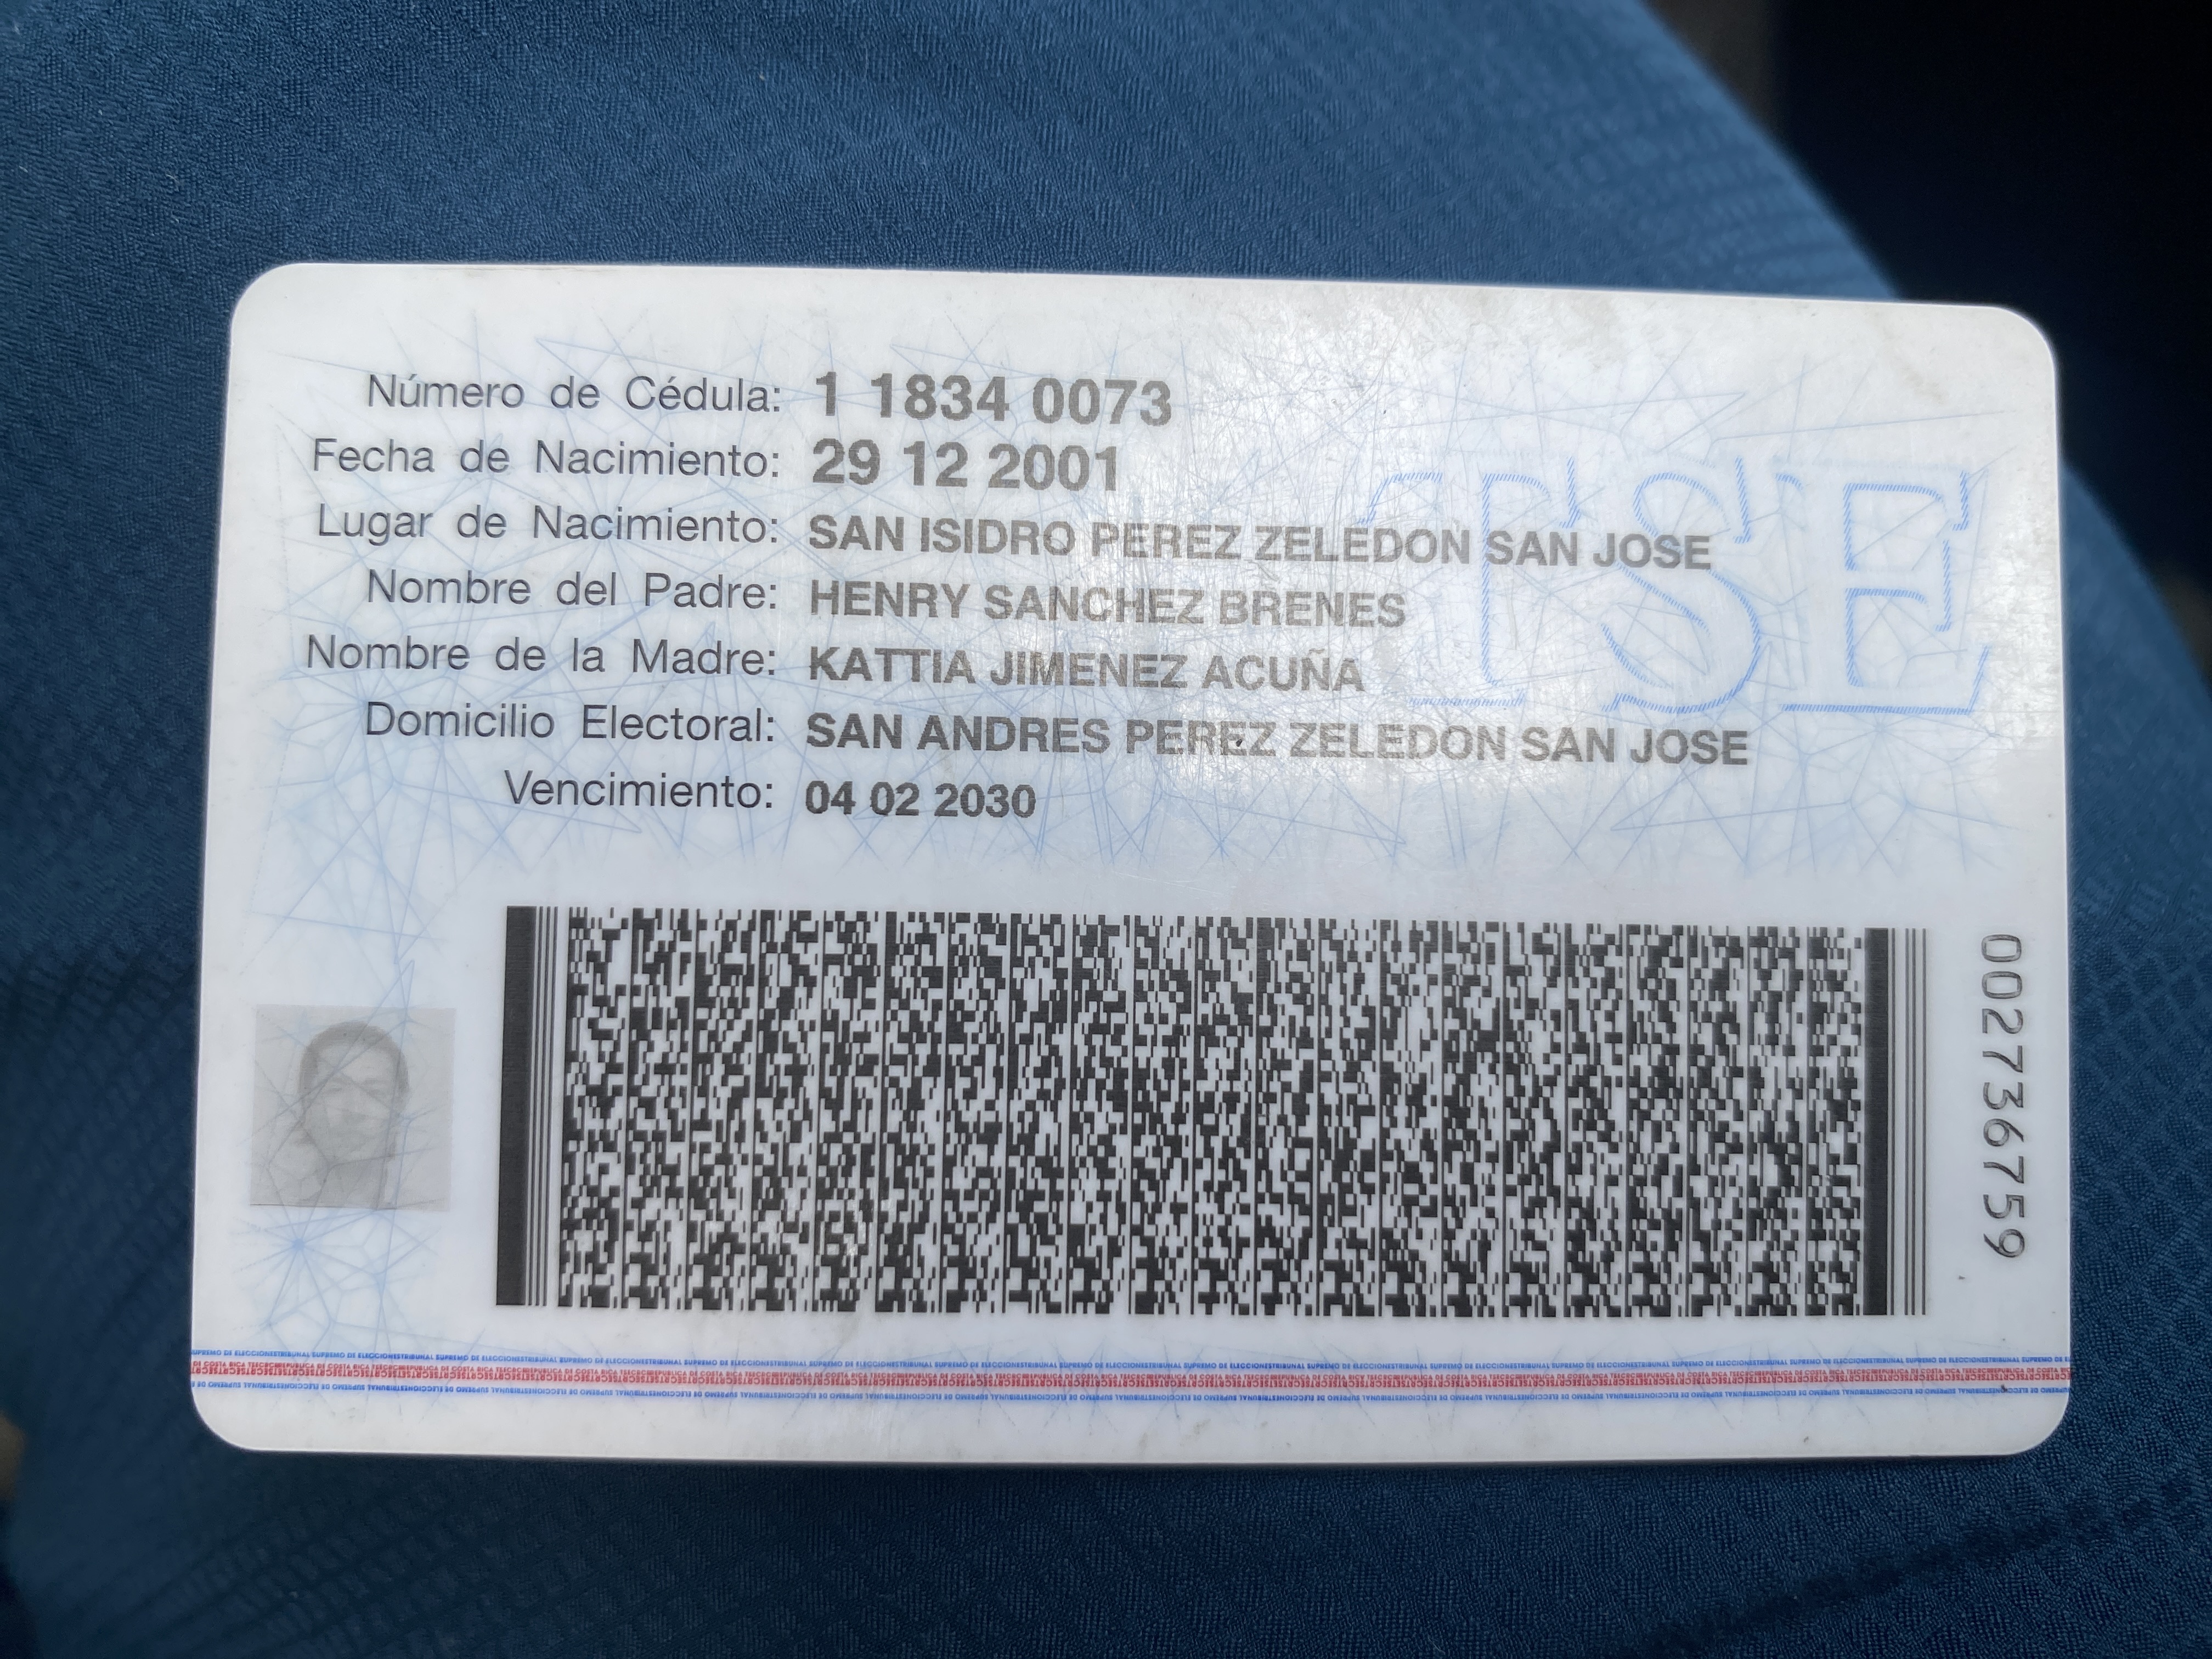 Número de Cédula: 1 1834 0073
Fecha de Nacimiento: 29 12 2001
Lugar de Nacimiento: SAN ISIDRO PEREZ ZELEDON SAN JOSE
Nombre del Padre: HENRY SANCHEZ BRENES
Nombre de la Madre: KATTIA JIMENEZ ACUÑA
Domicilio Electoral: SAN ANDRES PEREZ ZELEDON SAN JOSE
Vencimiento: 04 02 2030
TSE
002736759